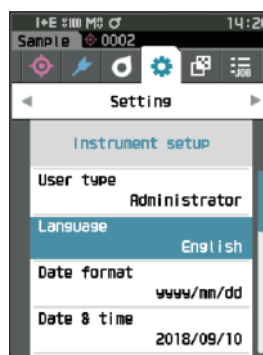 I+E 14:2
Sample 0002
JOB
Setting
Instrument setup
User type
Administrator
Language
English
Date format
yyyy/mm/dd
Date & time
2018/09/10